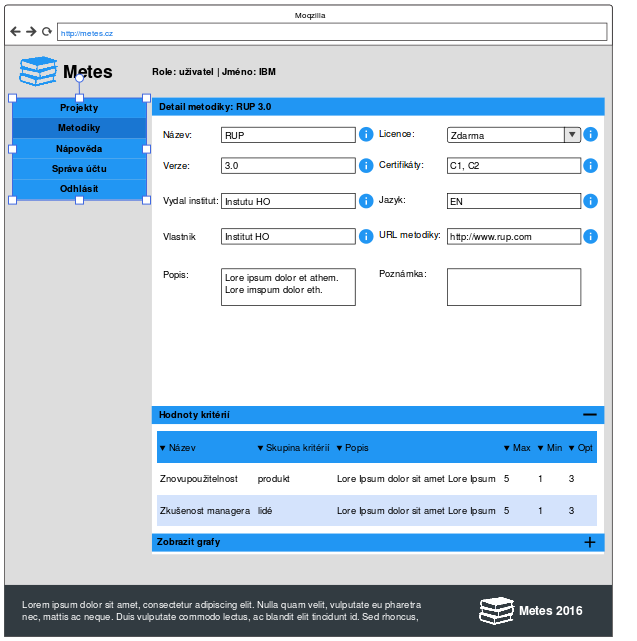 Moqzilla
http://metes.cz
Metes
Role: uživatel | Jméno: IBM
Projekty
Metodiky
Nápověda
Správa účtu
Odhlásit
Detail metodiky: RUP 3.0
Název: RUP Licence: Zdarma
Verze: 3.0 Certifikáty: C1, C2
Vydal institut: Instutu HO Jazyk: EN
Vlastník Institut HO URL metodiky: http://www.rup.com
Popis: Lore ipsum dolor et athem. Poznámka:
Lore imspum dolor eth.
Hodnoty kritérií
Název Skupina kritérií Popis Max Min Opt
Znovupoužitelnost produkt Lore Ipsum dolor sit amet Lore Ipsum 5 1 3
Zkušenost managera lidé Lore Ipsum dolor sit amet Lore Ipsum 5 1 3
Zobrazit grafy
Lorem ipsum dolor sit amet, consectetur adipiscing elit. Nulla quam velit, vulputate eu pharetra
nec, mattis ac neque. Duis vulputate commodo lectus, ac blandit elit tincidunt id. Sed rhoncus,
Metes 2016